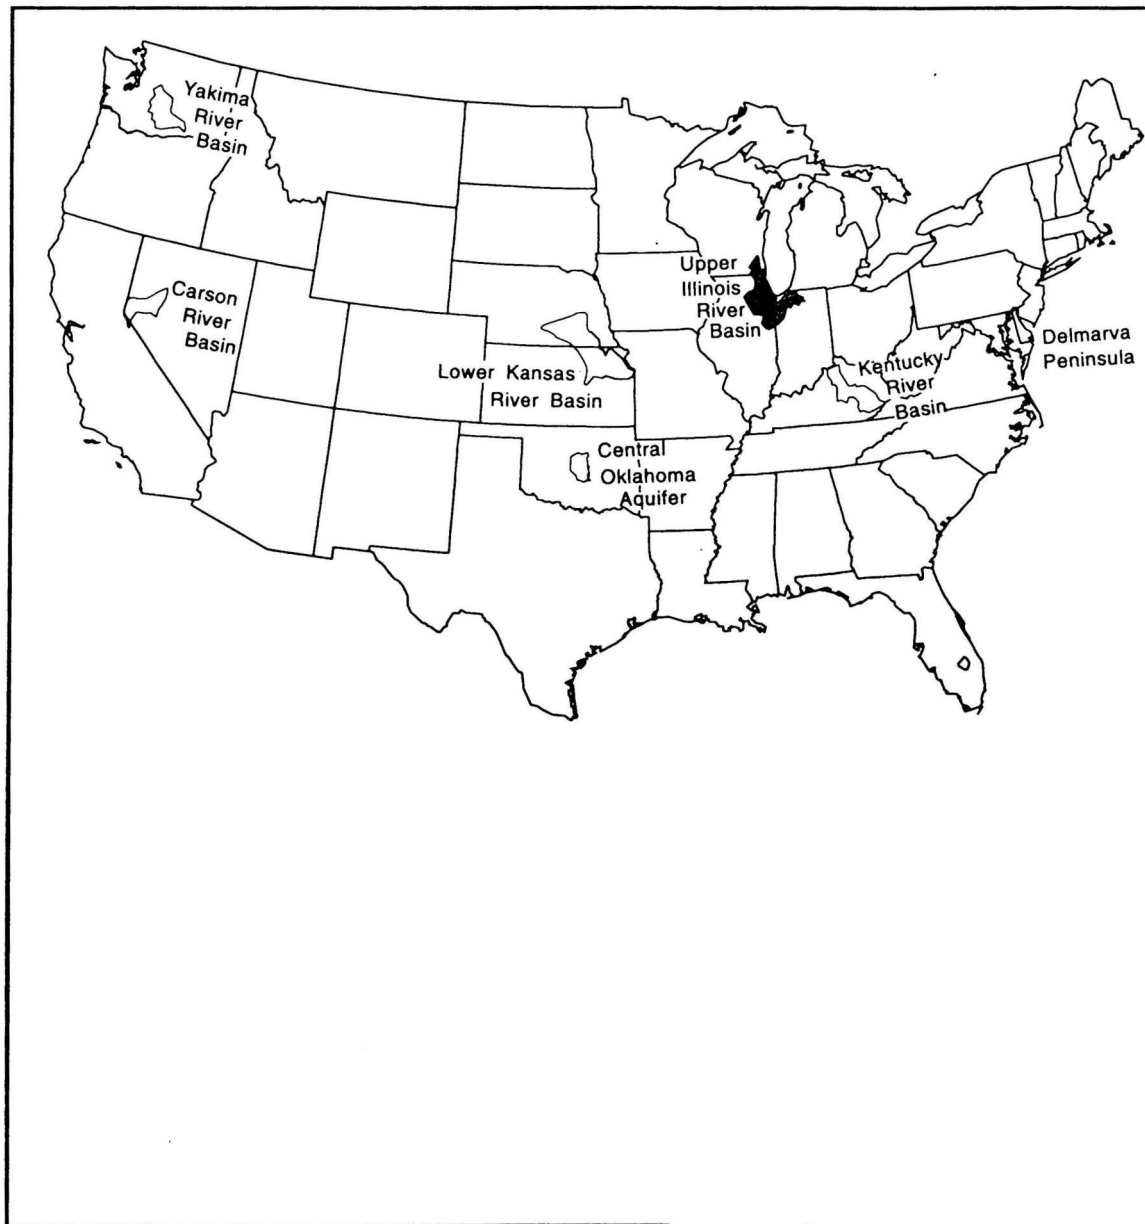 Yakima
River
Basin
Carson
River
Basin
Lower Kansas
River Basin
Central
Oklahoma
Aquifer
Upper
Illinois
River
Basin
Kentucky
River
Basin
Delmarva
Peninsula